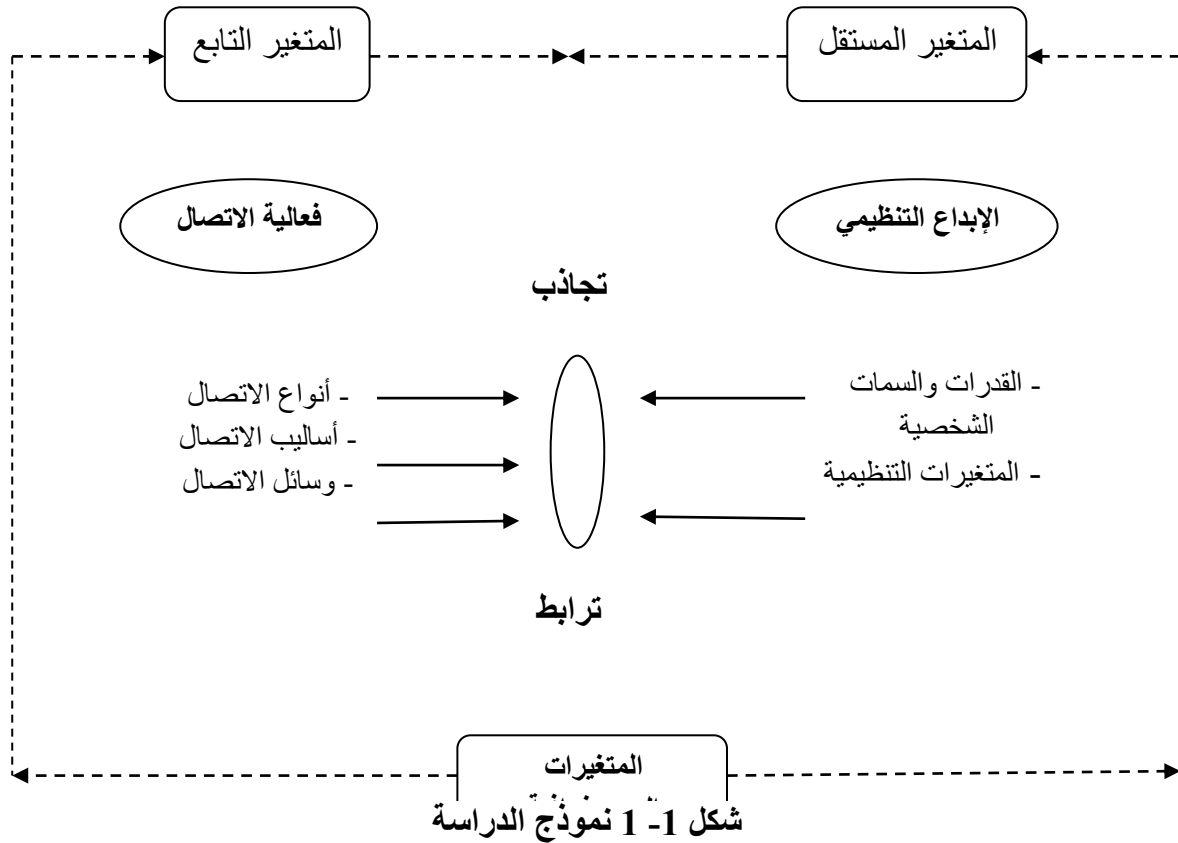 المتغير المستقل
المتغير التابع
الإبداع التنظيمي
فعالية الاتصال
تجاذب
- القدرات والسمات
الشخصية
- المتغيرات التنظيمية
- أنواع الاتصال
- أساليب الاتصال
- وسائل الاتصال
ترابط
المتغيرات
شكل 1- 1 نموذج الدراسة